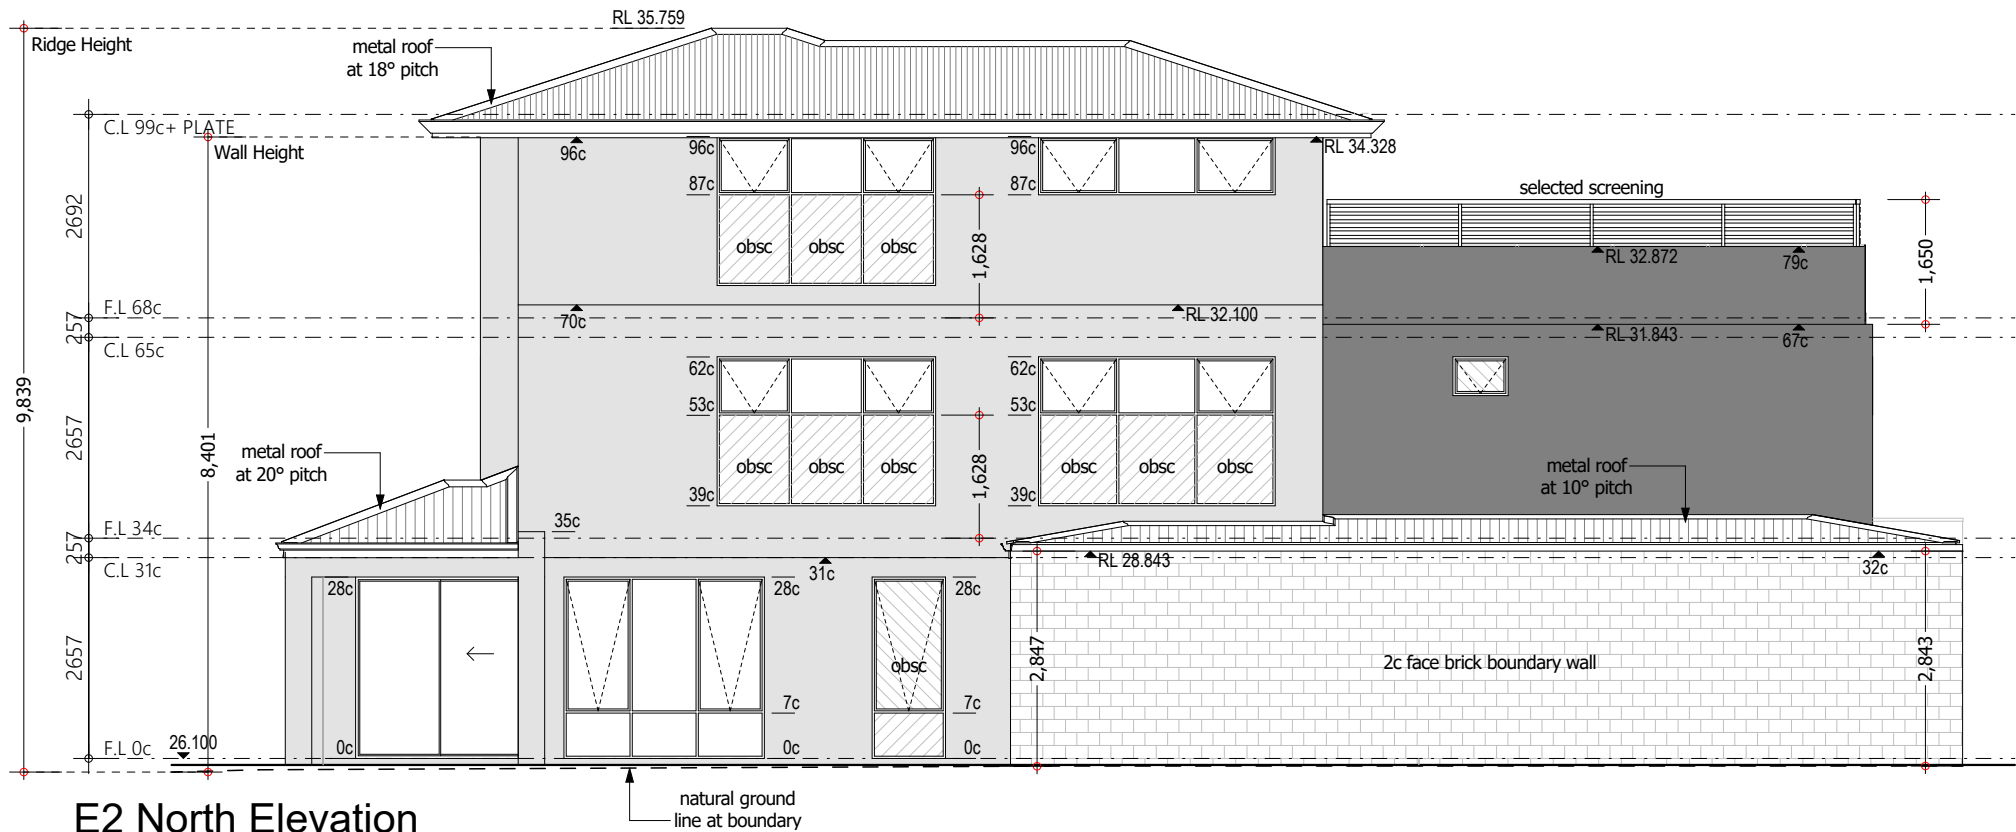 RL 35.759
Ridge Height
metal roof
at 18° pitch
C.L 99c+ PLATE
Wall Height
96c
96c
96c
RL 34.328
87c
87c
selected screening
2692
obsc obsc obsc
1,628
RL 32.872
79c
1,650
F.L 68c
70c
RL 32.100
257
RL 31.843
67c
C.L 65c
62c
62c
9,839
53c
53c
2657
8,401
metal roof
at 20° pitch
obsc obsc obsc
1,628
obsc obsc obsc
metal roof
at 10° pitch
39c
39c
35c
F.L 34c
257
C.L 31c
31c
RL 28.843
32c
28c
28c
28c
2657
obsc
2,847
2c face brick boundary wall
2,843
7c
7c
F.L 0c
26.100
0c
0c
0c
natural ground
line at boundary
E2 North Elevation